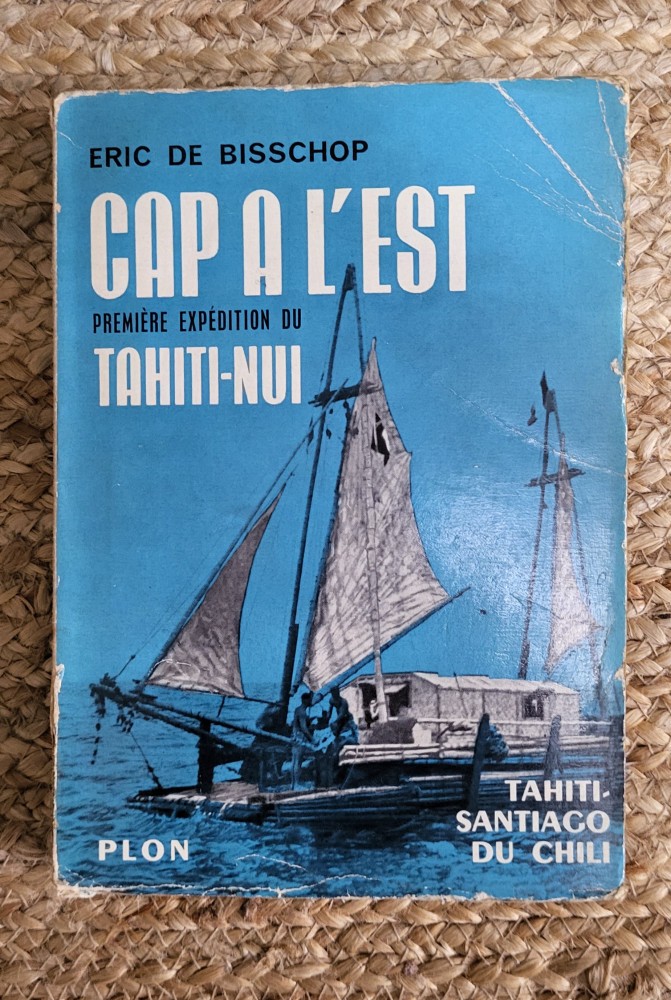 ERIC DE BISSCHOP
CAP A L'EST
PREMIÈRE EXPÉDITION DU
TAHITI-NUI
TAHITI-
SANTIAGO
DU CHILI
PLON